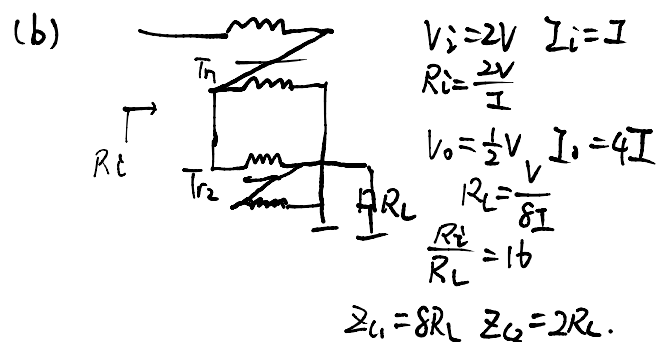 (b)
Vi=2V Ii=I
Ri=2V/I
Vo=1/2V Io=4I
RL=V/8I
Ri/RL=16
Zc1=8RL Zc2=2RL.
Tr1
Ri
Tr2
RL